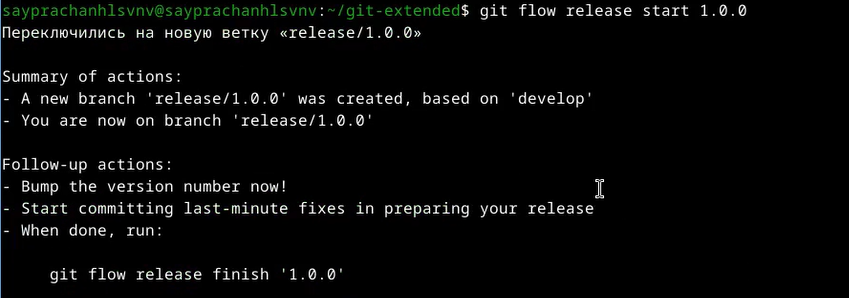 sayprachanhlsvnv@sayprachanhlsvnv:~/git-extended$ git flow release start 1.0.0
Переключились на новую ветку «release/1.0.0»
Summary of actions:
- A new branch 'release/1.0.0' was created, based on 'develop'
- You are now on branch 'release/1.0.0'
Follow-up actions:
- Bump the version number now!
- Start committing last-minute fixes in preparing your release
- When done, run:
git flow release finish '1.0.0'